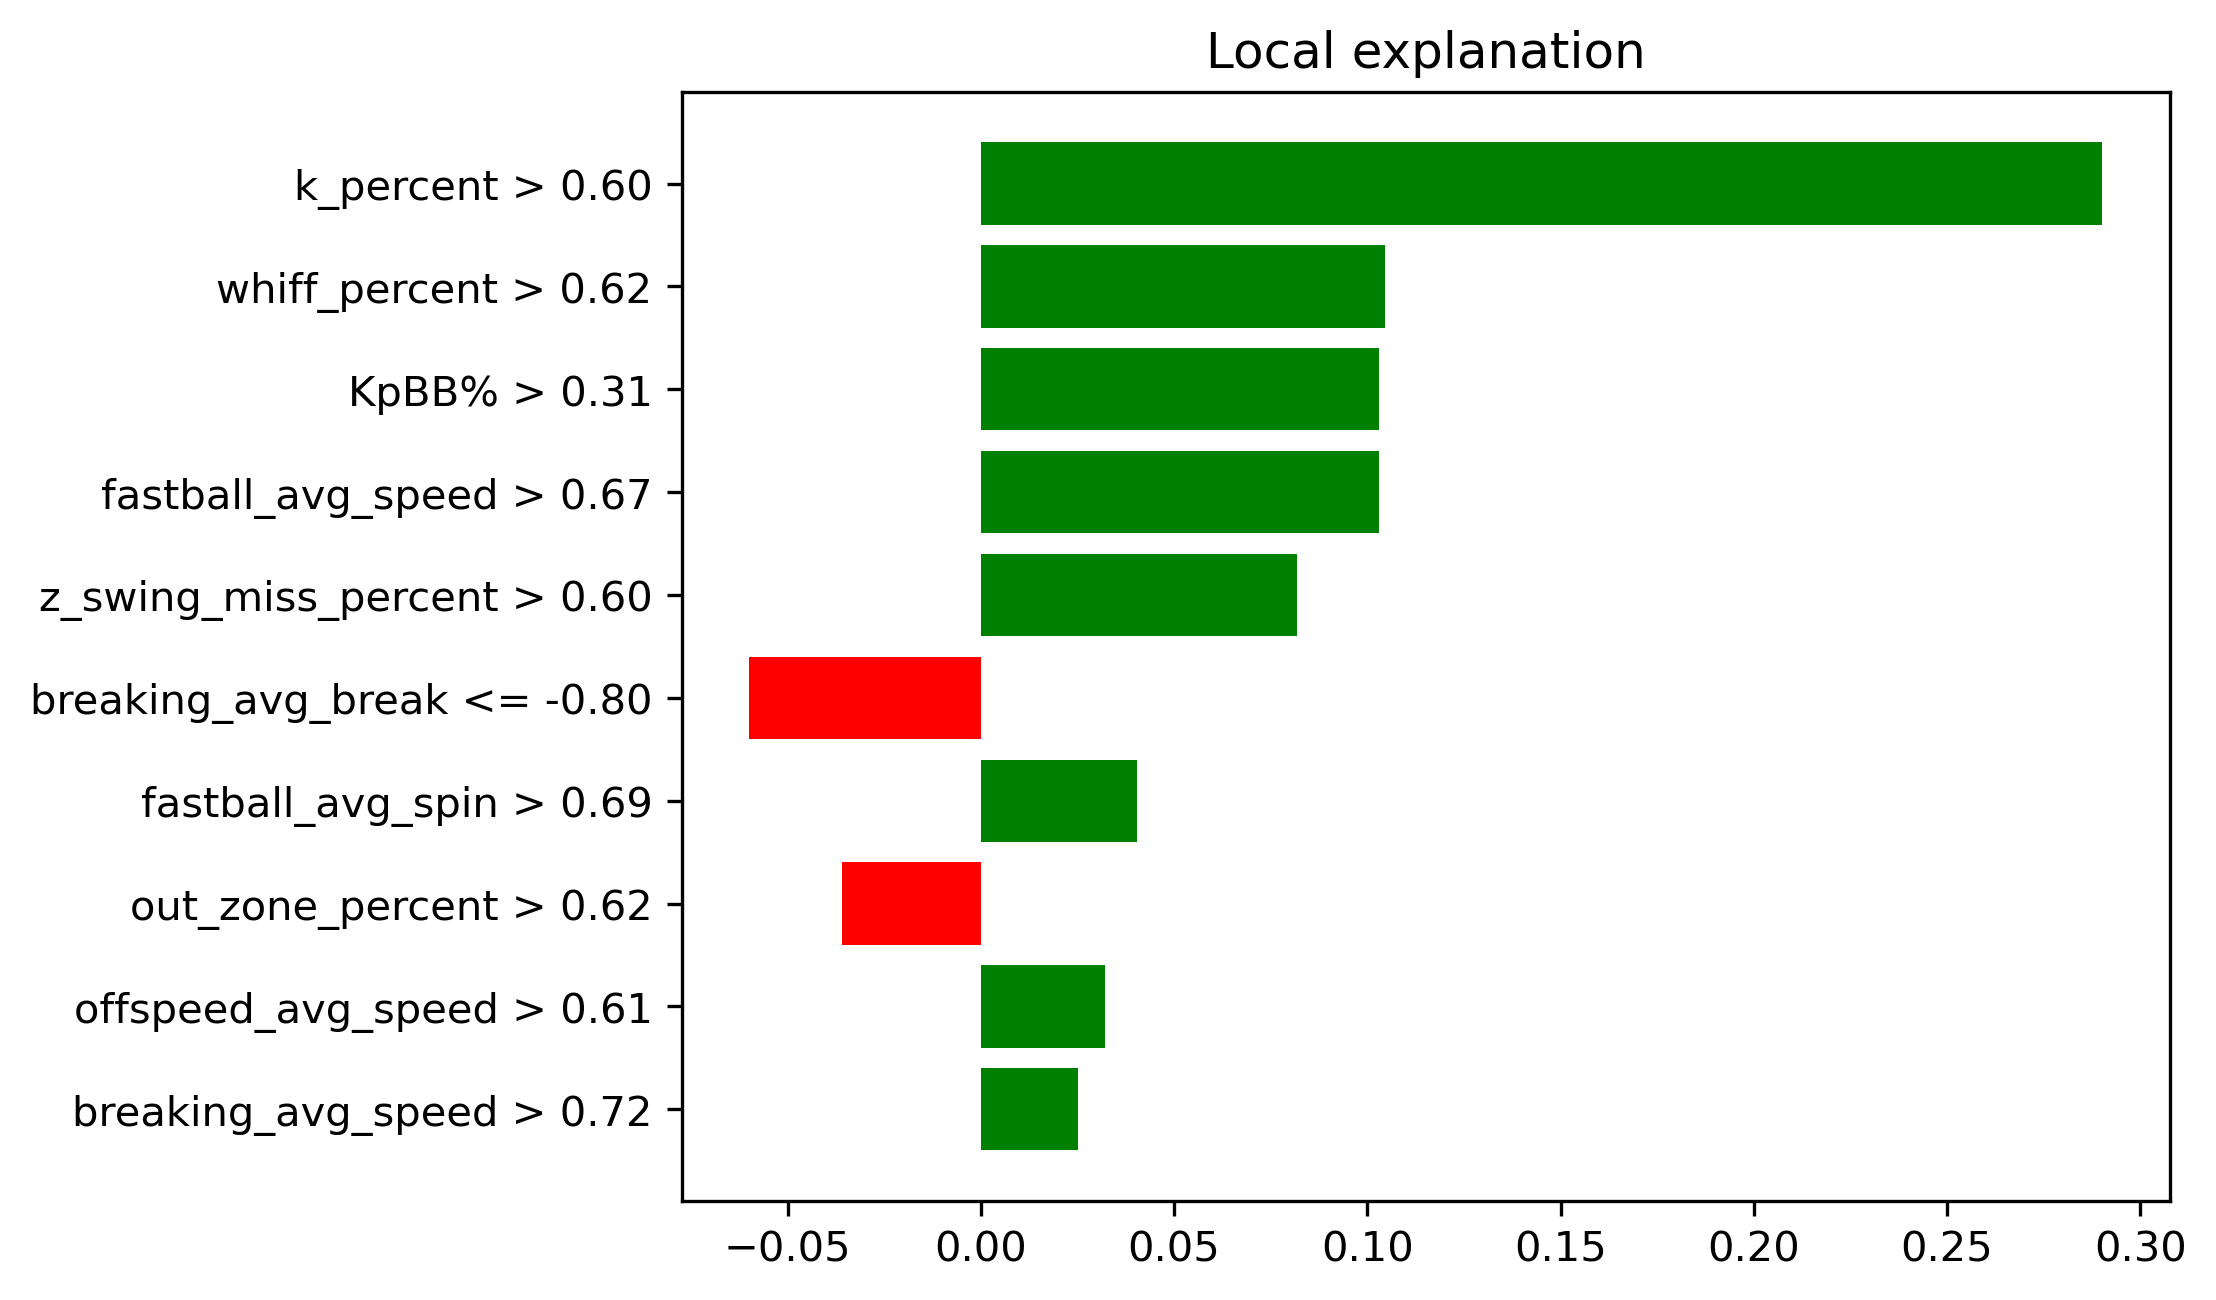 Local explanation
k_percent > 0.60
whiff_percent > 0.62
KpBB% > 0.31
fastball_avg_speed > 0.67
z_swing_miss_percent > 0.60
breaking_avg_break <= -0.80
fastball_avg_spin > 0.69
out_zone_percent > 0.62
offspeed_avg_speed > 0.61
breaking_avg_speed > 0.72
−0.05 0.00 0.05 0.10 0.15 0.20 0.25 0.30